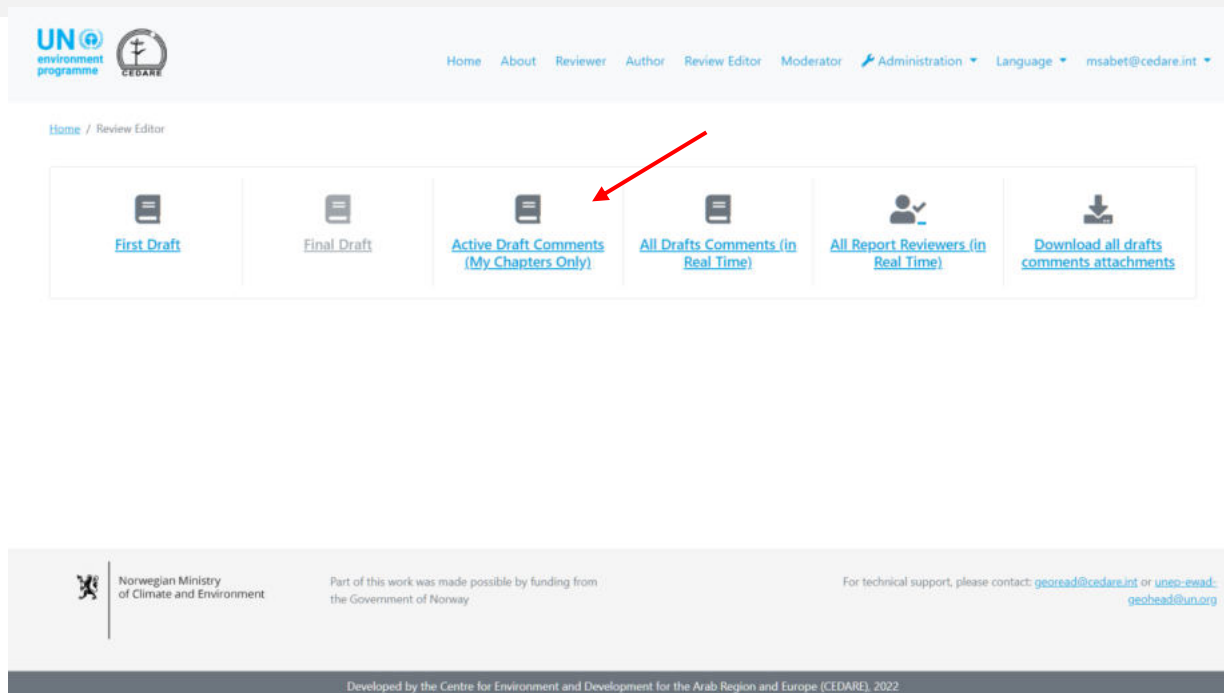 UN
environment
programme
CEDARE
Home About Reviewer Author Review Editor Moderator Administration Language msabet@cedare.int
Home / Review Editor
First Draft
Final Draft
Active Draft Comments
(My Chapters Only)
All Drafts Comments (in
Real Time)
All Report Reviewers (in
Real Time)
Download all drafts
comments attachments
Norwegian Ministry
of Climate and Environment
Part of this work was made possible by funding from
the Government of Norway
For technical support, please contact: georead@cedare.int or unep-ewad-
geohead@un.org
Developed by the Centre for Environment and Development for the Arab Region and Europe (CEDARE), 2022